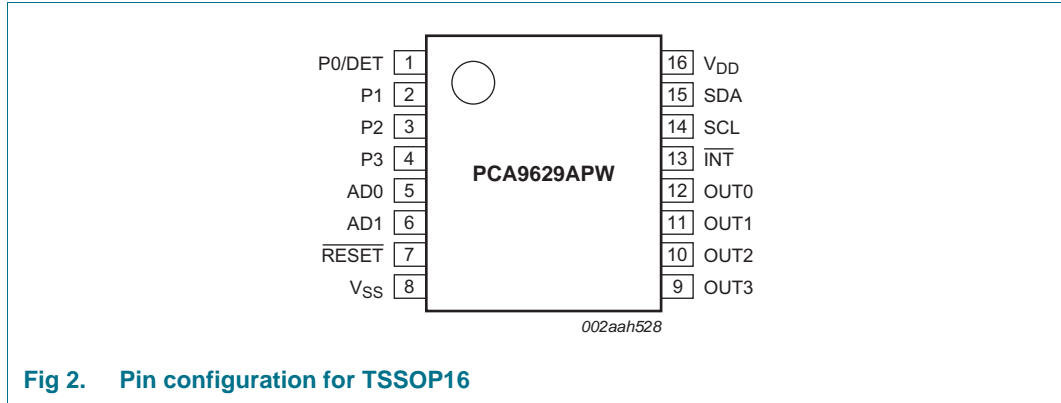 P0/DET 1 16 VDD
P1 2 15 SDA
P2 3 14 SCL
P3 4 13 INT
PCA9629APW
AD0 5 12 OUT0
AD1 6 11 OUT1
RESET 7 10 OUT2
VSS 8 9 OUT3
002aah528
Fig 2. Pin configuration for TSSOP16